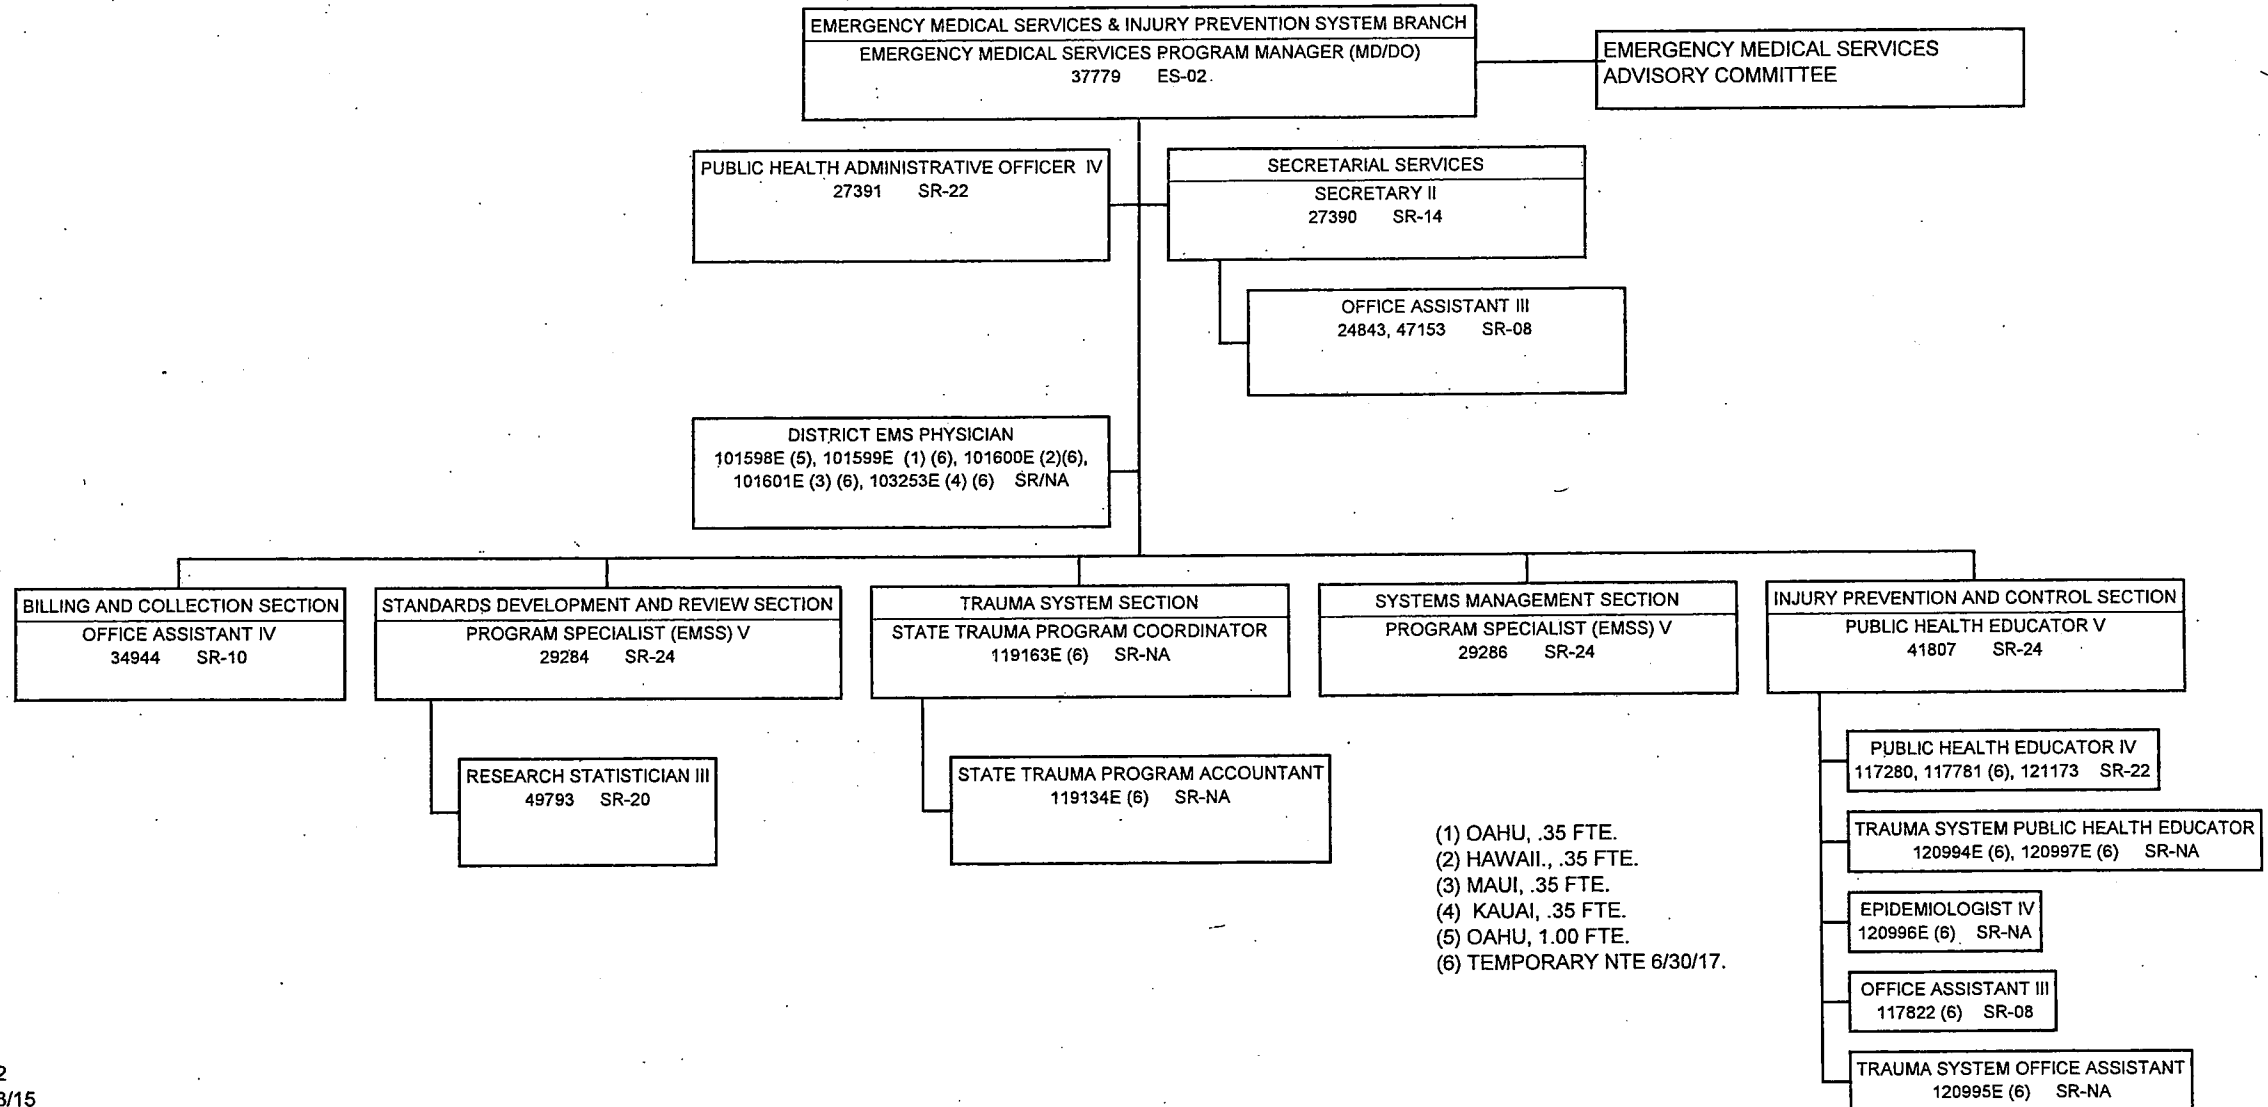 EMERGENCY MEDICAL SERVICES & INJURY PREVENTION SYSTEM BRANCH
EMERGENCY MEDICAL SERVICES PROGRAM MANAGER (MD/DO)
37779 ES-02
EMERGENCY MEDICAL SERVICES
ADVISORY COMMITTEE
PUBLIC HEALTH ADMINISTRATIVE OFFICER IV
27391 SR-22
SECRETARIAL SERVICES
SECRETARY II
27390 SR-14
OFFICE ASSISTANT III
24843, 47153 SR-08
DISTRICT EMS PHYSICIAN
101598E (5), 101599E (1) (6), 101600E (2)(6),
101601E (3) (6), 103253E (4) (6) SR/NA
BILLING AND COLLECTION SECTION
OFFICE ASSISTANT IV
34944 SR-10
STANDARDS DEVELOPMENT AND REVIEW SECTION
PROGRAM SPECIALIST (EMSS) V
29284 SR-24
RESEARCH STATISTICIAN III
49793 SR-20
TRAUMA SYSTEM SECTION
STATE TRAUMA PROGRAM COORDINATOR
119163E (6) SR-NA
STATE TRAUMA PROGRAM ACCOUNTANT
119134E (6) SR-NA
SYSTEMS MANAGEMENT SECTION
PROGRAM SPECIALIST (EMSS) V
29286 SR-24
INJURY PREVENTION AND CONTROL SECTION
PUBLIC HEALTH EDUCATOR V
41807 SR-24
PUBLIC HEALTH EDUCATOR IV
117280, 117781 (6), 121173 SR-22
TRAUMA SYSTEM PUBLIC HEALTH EDUCATOR
120994E (6), 120997E (6) SR-NA
EPIDEMIOLOGIST IV
120996E (6) SR-NA
OFFICE ASSISTANT III
117822 (6) SR-08
TRAUMA SYSTEM OFFICE ASSISTANT
120995E (6) SR-NA
(1) OAHU, .35 FTE.
(2) HAWAII., .35 FTE.
(3) MAUI, .35 FTE.
(4) KAUAI, .35 FTE.
(5) OAHU, 1.00 FTE.
(6) TEMPORARY NTE 6/30/17.
2
3/15